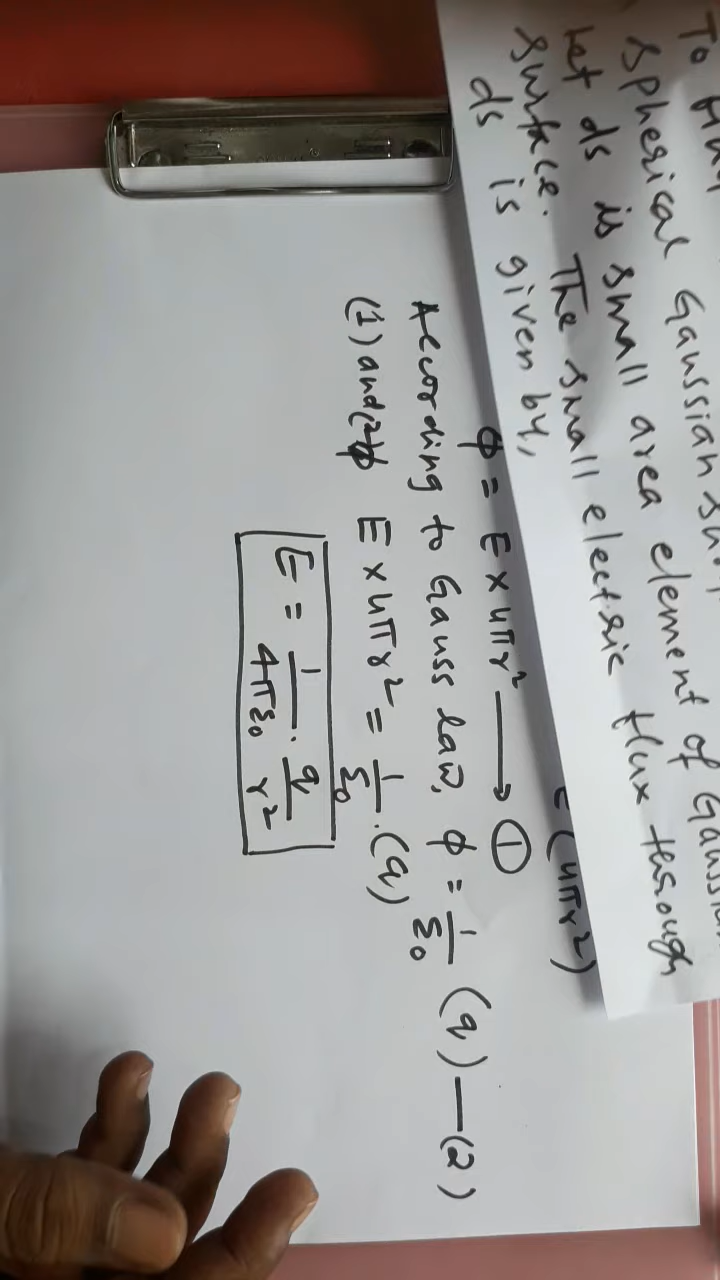 To
spherical Gaussian
Let ds is small area element of
surface. The small electric flux through
ds is given by,
(4πr²)
ϕ = E × 4πr² → ①
According to Gauss law, ϕ = 1/ε0 (q) — (2)
(1) and (2) E × 4πr² = 1/ε0 . (q)
E = 1/4πε0 . q/r²